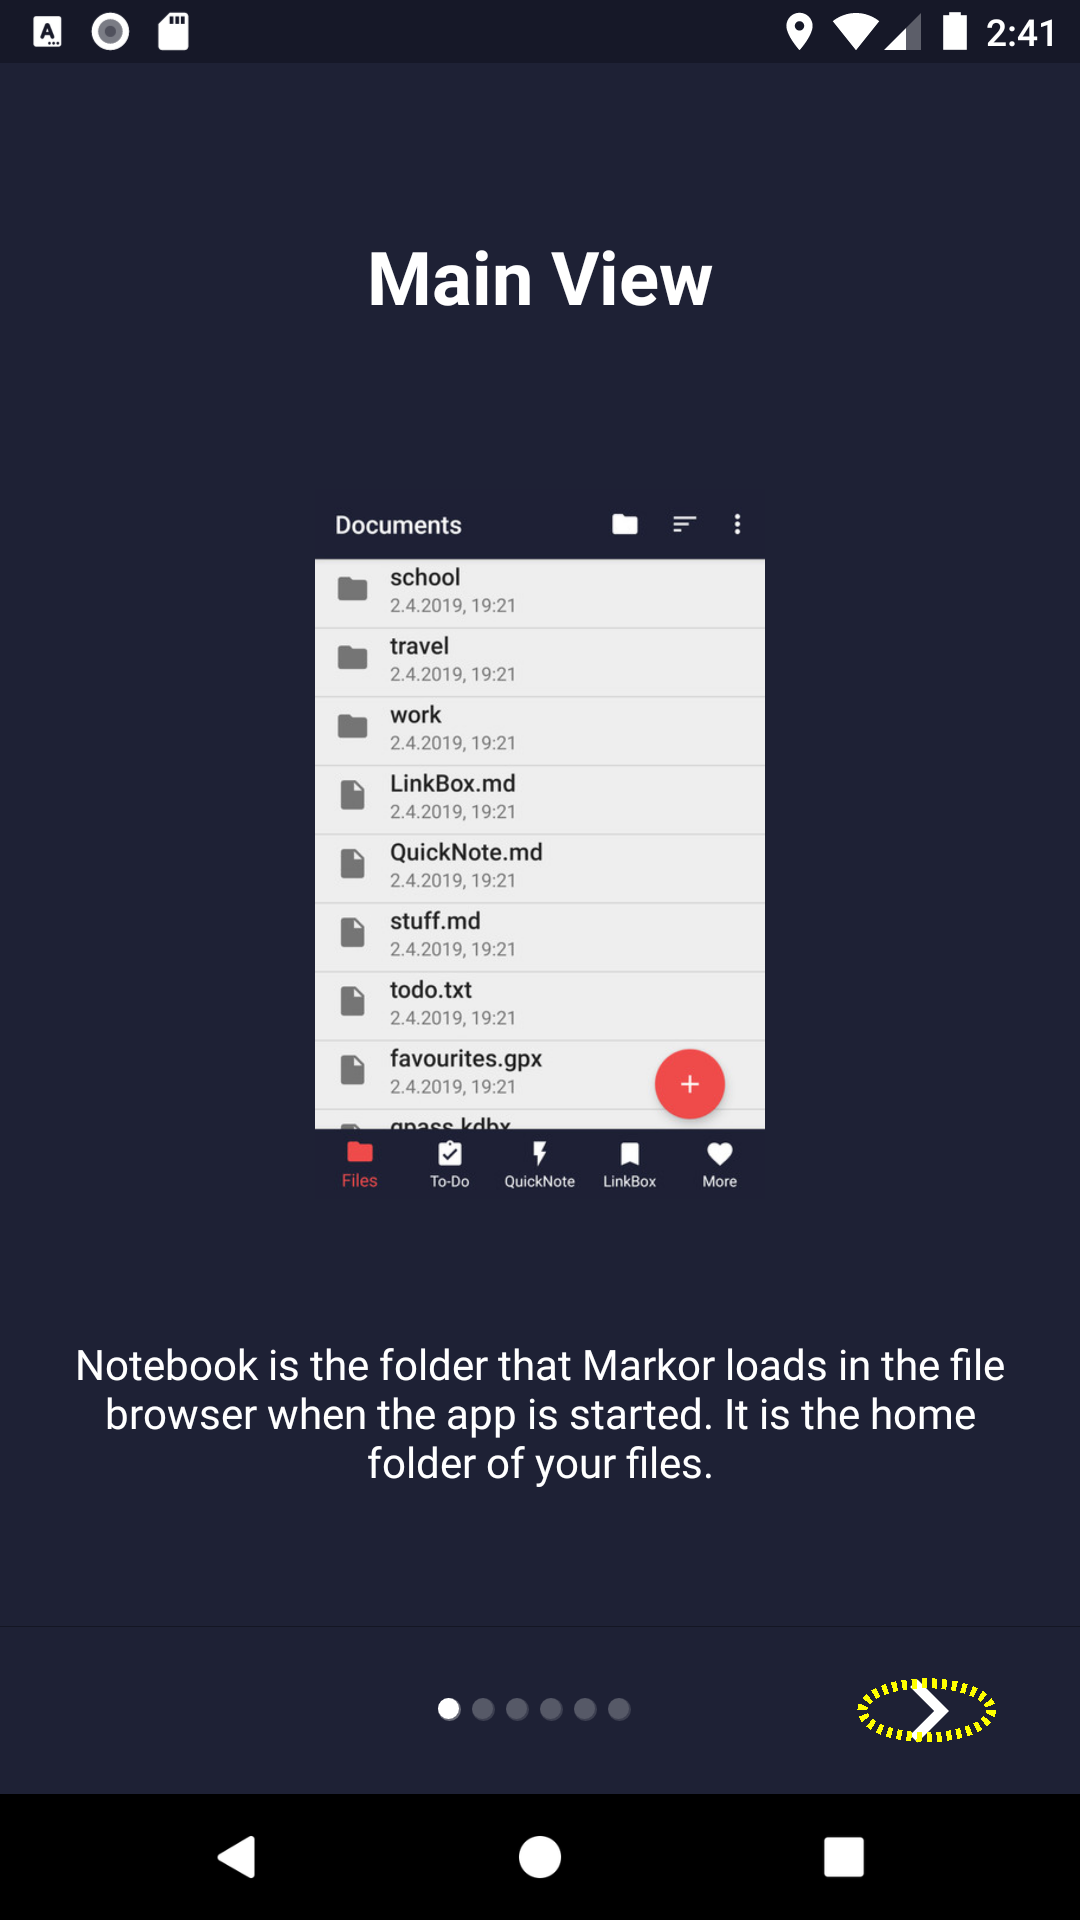 2:41
Main View
Documents
school
2.4.2019, 19:21
travel
2.4.2019, 19:21
work
2.4.2019, 19:21
LinkBox.md
2.4.2019, 19:21
QuickNote.md
2.4.2019, 19:21
stuff.md
2.4.2019, 19:21
todo.txt
2.4.2019, 19:21
favourites.gpx
2.4.2019, 19:21
gpass.kdbx
Files To-Do QuickNote LinkBox More
Notebook is the folder that Markor loads in the file
browser when the app is started. It is the home
folder of your files.